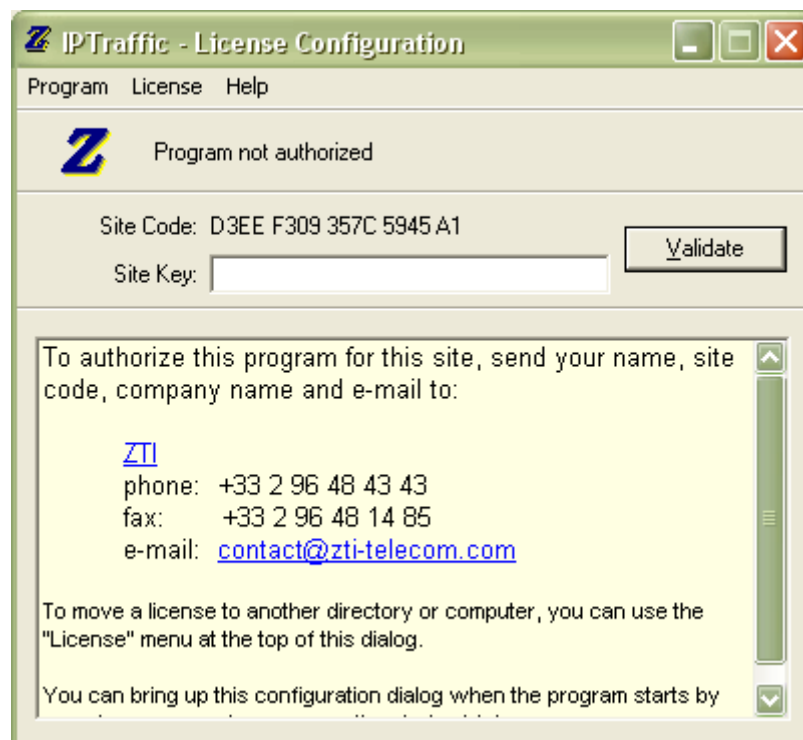 IPTraffic - License Configuration
Program License Help
Program not authorized
Site Code: D3EE F309 357C 5945 A1
Validate
Site Key:
To authorize this program for this site, send your name, site
code, company name and e-mail to:
ZTI
phone: +33 2 96 48 43 43
fax: +33 2 96 48 14 85
e-mail: contact@zti-telecom.com
To move a license to another directory or computer, you can use the
"License" menu at the top of this dialog.
You can bring up this configuration dialog when the program starts by